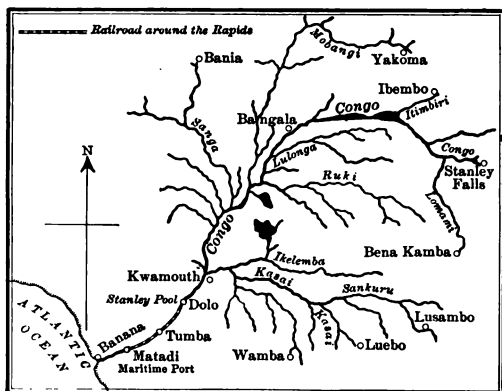 Railroad around the Rapids
Mobangi
Bania
Yakoma
Ibembo
Congo
Itimbiri
Bangala
Sanga
Lulonga
Congo
Stanley
Falls
Ruki
Lomami
N
Congo
Bena Kamba
Ikelemba
Kwamouth
Kasai
Sankuru
Stanley Pool
Dolo
Lusambo
ATLANTIC
OCEAN
Banana
Tumba
Kasai
Matadi
Maritime Port
Wamba
Luebo